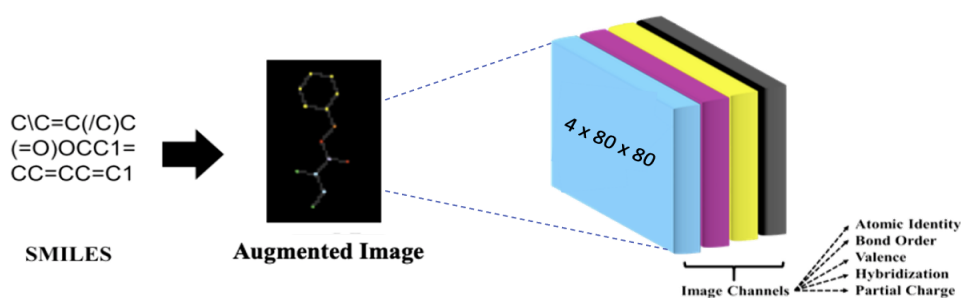 C\C=C(/C)C
(=O)OCC1=
CC=CC=C1
SMILES
Augmented Image
4 x 80 x 80
Image Channels
Atomic Identity
Bond Order
Valence
Hybridization
Partial Charge